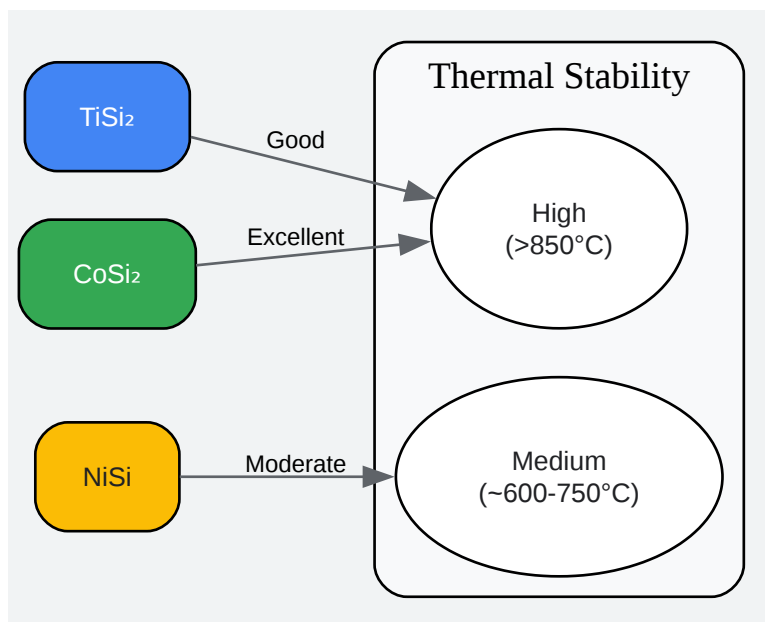 Thermal Stability
TiSi₂
Good
High
(>850°C)
Excellent
CoSi₂
Moderate
Medium
(~600-750°C)
NiSi